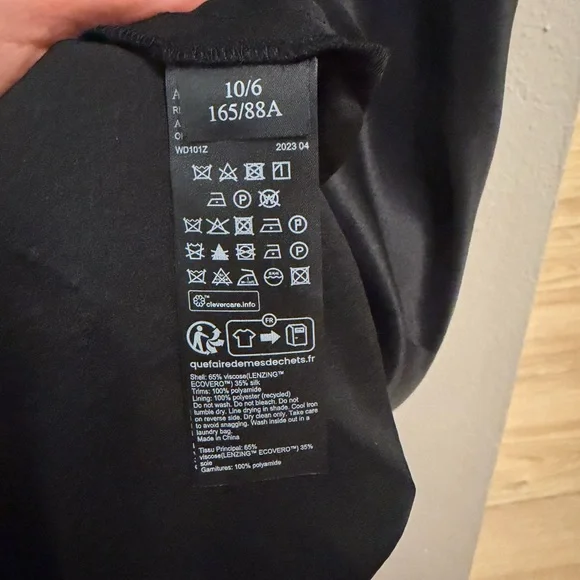 10/6
165/88A
WD101Z
2023 04
P W
P
P
clevercare.info
FR
quefairedemesdechets.fr
Shell: 65% viscose(LENZING™
ECOVERO™) 35% silk
Trims: 100% polyamide
Lining: 100% polyester (recycled)
Do not wash. Do not bleach. Do not
tumble dry. Line drying in shade. Cool iron
on reverse side. Dry clean only. Take care
to avoid snagging. Wash inside out in a
laundry bag.
Made in China
Tissu Principal: 65%
viscose(LENZING™ ECOVERO™) 35%
soie
Garnitures: 100% polyamide